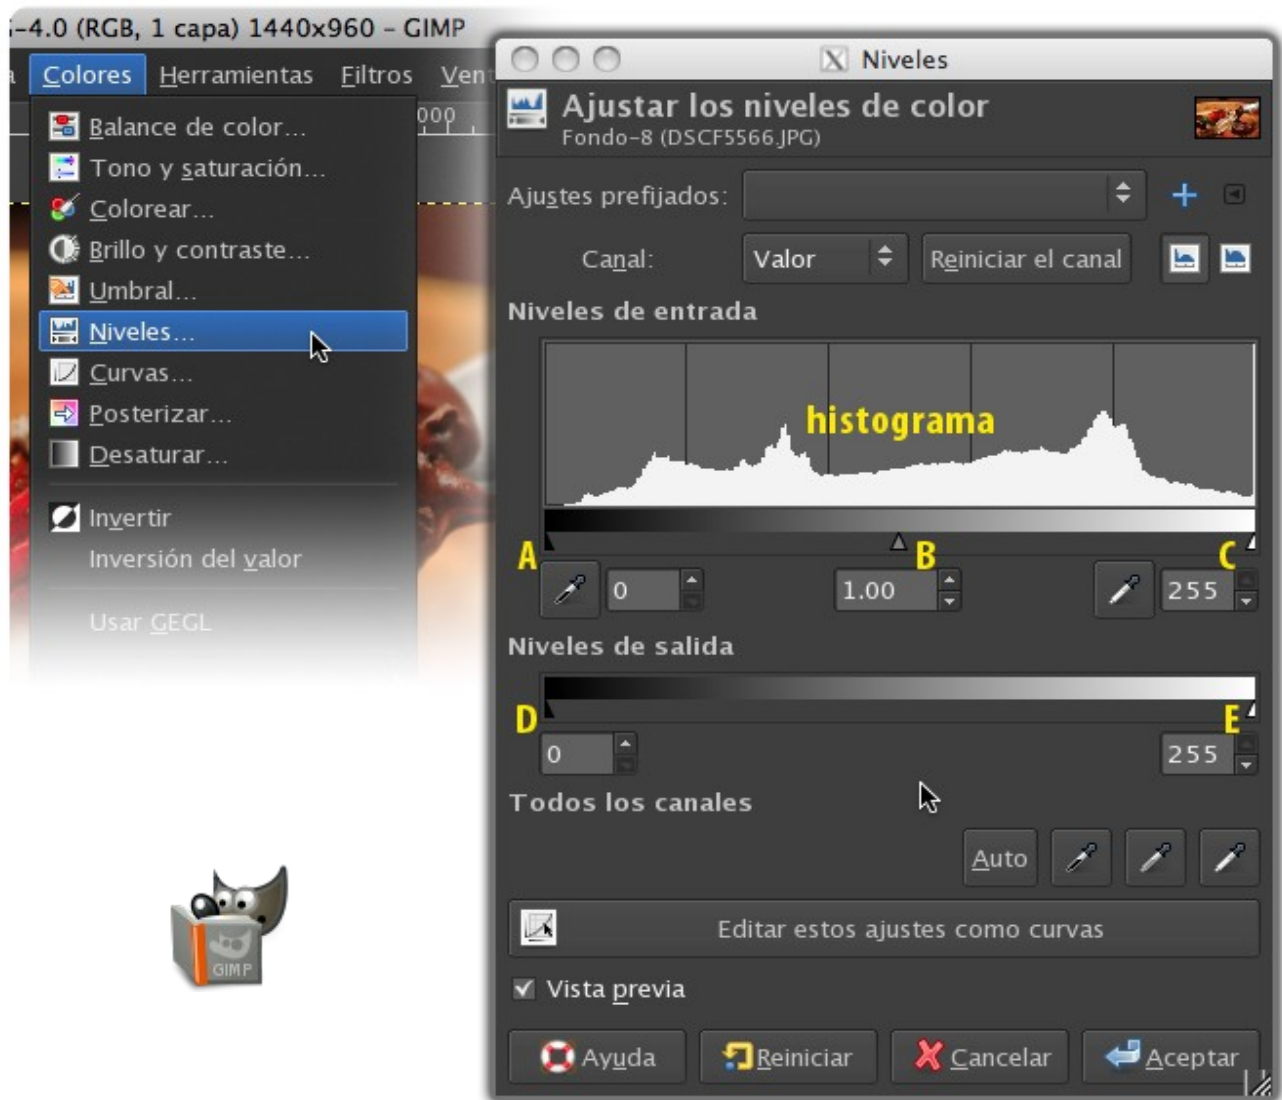 -4.0 (RGB, 1 capa) 1440x960 – GIMP
Colores Herramientas Filtros Vent
000
Balance de color...
Tono y saturación...
Colorear...
Brillo y contraste...
Umbral...
Niveles...
Curvas...
Posterizar...
Desaturar...
Invertir
Inversión del valor
Usar GEGL
GIMP
Niveles
Ajustar los niveles de color
Fondo-8 (DSCF5566.JPG)
Ajustes prefijados:
Canal: Valor Reiniciar el canal
Niveles de entrada
histograma
A B C
0 1.00 255
Niveles de salida
D E
0 255
Todos los canales
Auto
Editar estos ajustes como curvas
Vista previa
Ayuda Reiniciar Cancelar Aceptar